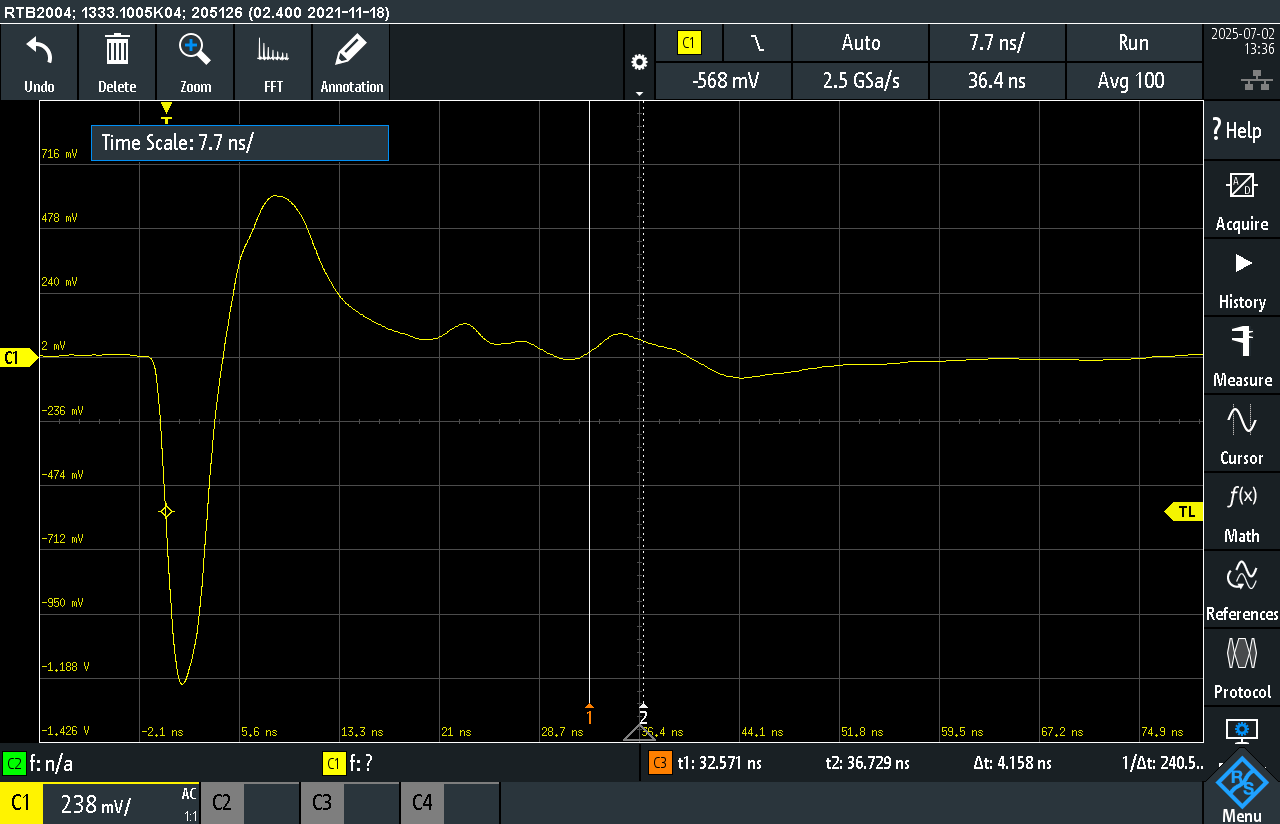 RTB2004; 1333.1005K04; 205126 (02.400 2021-11-18)
Undo
Delete
Zoom
FFT
Annotation
C1
Auto
7.7 ns/
Run
-568 mV
2.5 GSa/s
36.4 ns
Avg 100
2025-07-02
13:36
T
Time Scale: 7.7 ns/
716 mV
478 mV
240 mV
2 mV
C1
-236 mV
-474 mV
-712 mV
-950 mV
-1.188 V
-1.426 V
TL
1
2
-2.1 ns
5.6 ns
13.3 ns
21 ns
28.7 ns
36.4 ns
44.1 ns
51.8 ns
59.5 ns
67.2 ns
74.9 ns
? Help
A/D
Acquire
History
Measure
Cursor
f(x)
Math
References
Protocol
R&S
Menu
C2 f: n/a
C1 f: ?
C3 t1: 32.571 ns
t2: 36.729 ns
Δt: 4.158 ns
1/Δt: 240.5..
C1
238 mV/
AC
1:1
C2
C3
C4